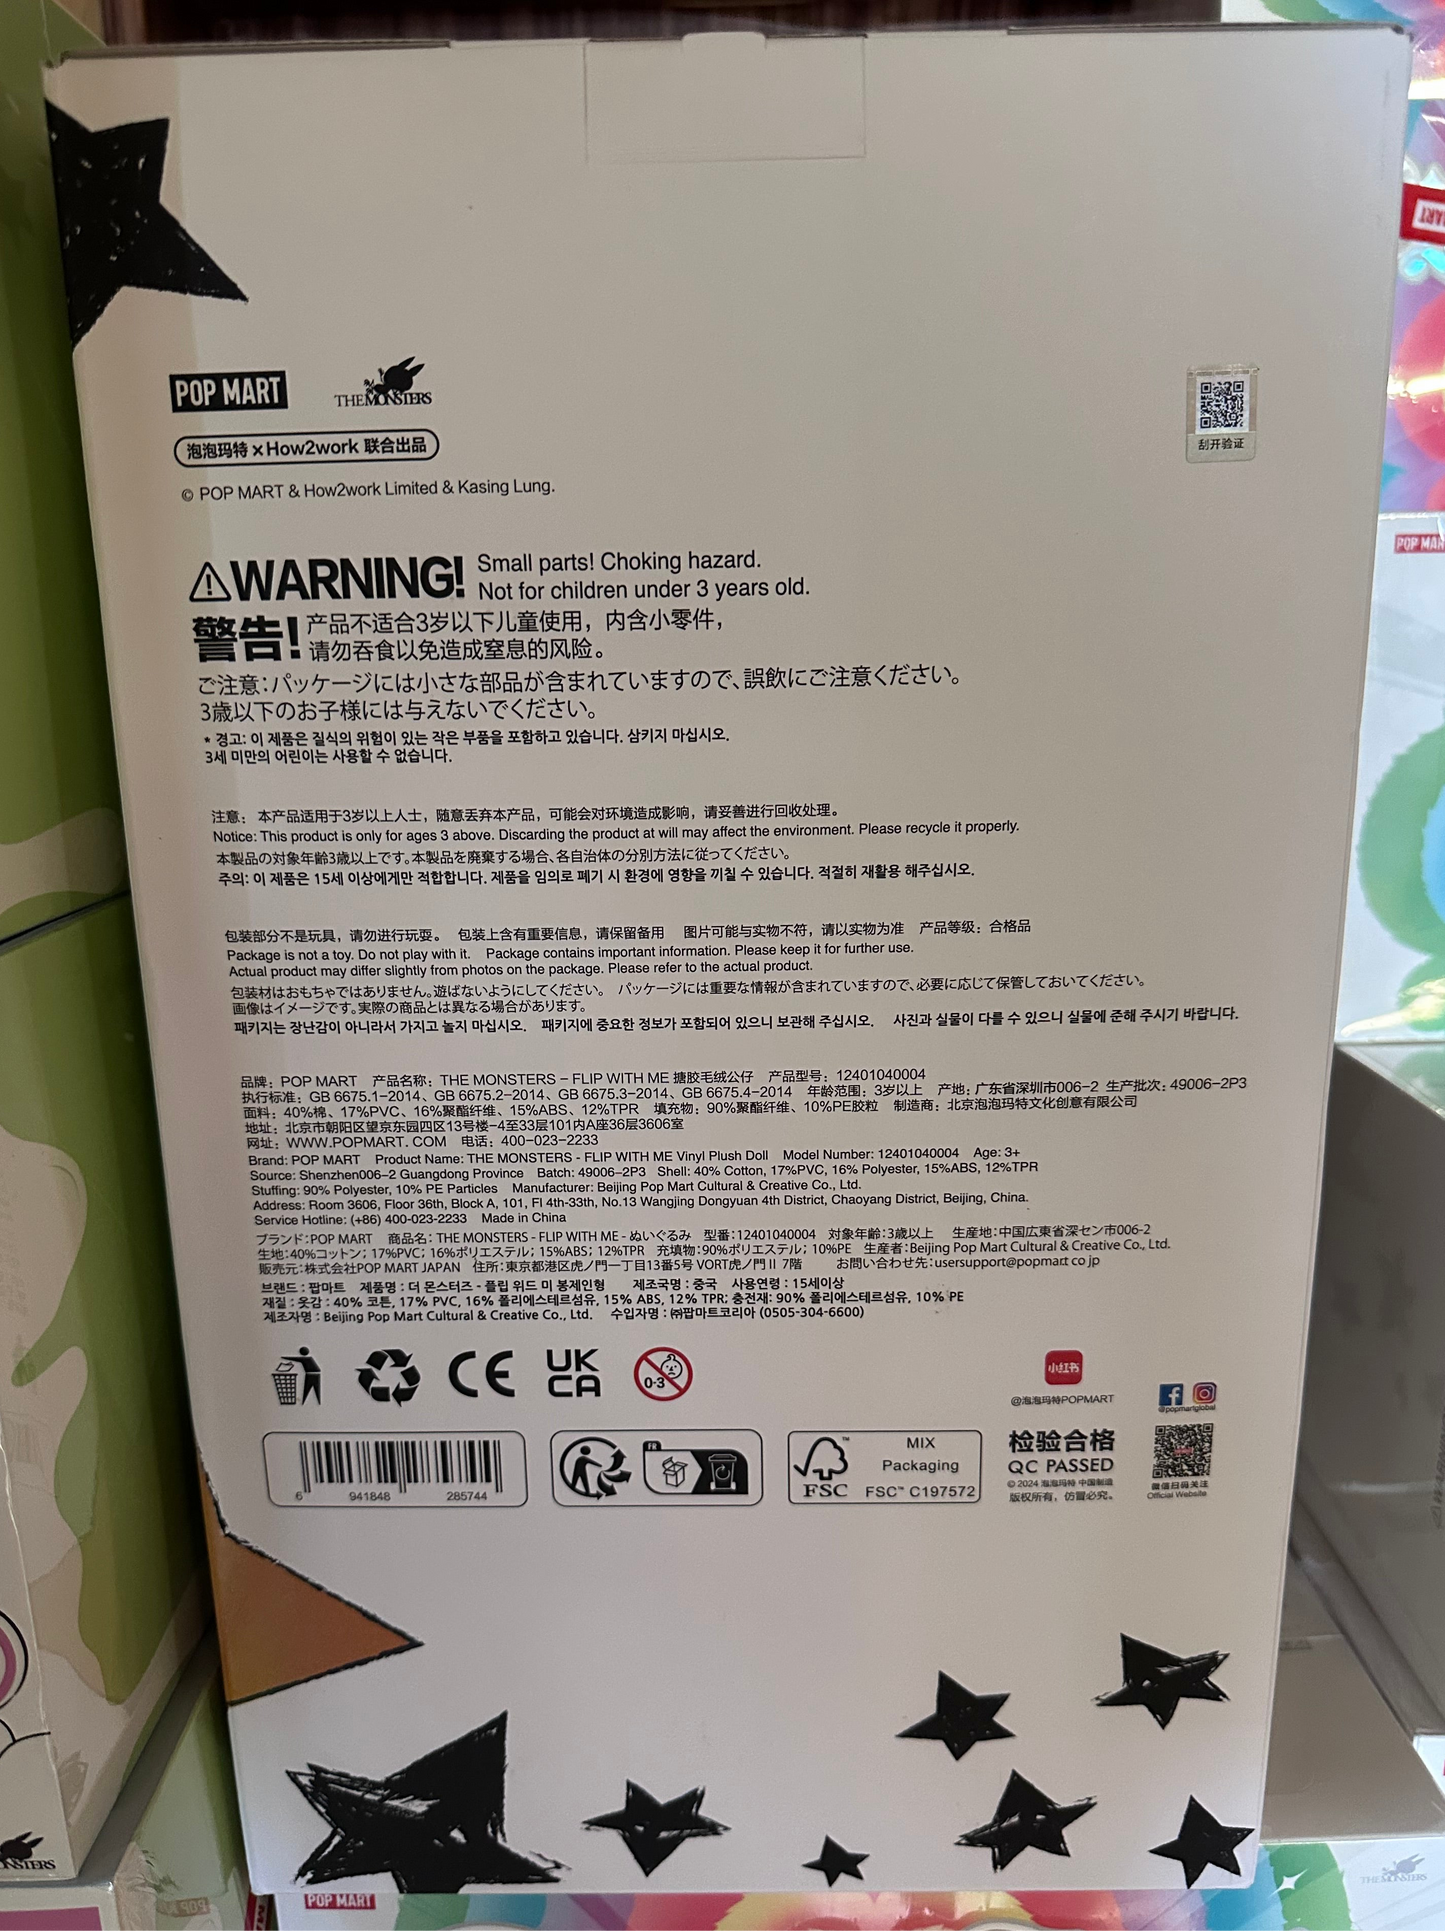 POP MART
THE MONSTERS
泡泡玛特 × How2work 联合出品
© POP MART & How2work Limited & Kasing Lung.
刮开验证
WARNING! Small parts! Choking hazard.
Not for children under 3 years old.
警告! 产品不适合3岁以下儿童使用，内含小零件，
请勿吞食以免造成窒息的风险。
ご注意：パッケージには小さな部品が含まれていますので、誤飲にご注意ください。
3歳以下のお子様には与えないでください。
* 경고: 이 제품은 질식의 위험이 있는 작은 부품을 포함하고 있습니다. 삼키지 마십시오.
3세 미만의 어린이는 사용할 수 없습니다.
注意： 本产品适用于3岁以上人士，随意丢弃本产品，可能会对环境造成影响，请妥善进行回收处理。
Notice: This product is only for ages 3 above. Discarding the product at will may affect the environment. Please recycle it properly.
本製品の対象年齢3歳以上です。本製品を廃棄する場合、各自治体の分別方法に従ってください。
주의: 이 제품은 15세 이상에게만 적합합니다. 제품을 임의로 폐기 시 환경에 영향을 끼칠 수 있습니다. 적절히 재활용 해주십시오.
包装部分不是玩具，请勿进行玩耍。 包装上含有重要信息，请保留备用 图片可能与实物不符，请以实物为准 产品等级：合格品
Package is not a toy. Do not play with it. Package contains important information. Please keep it for further use.
Actual product may differ slightly from photos on the package. Please refer to the actual product.
包装材はおもちゃではありません。遊ばないようにしてください。 パッケージには重要な情報が含まれていますので、必要に応じて保管しておいてください。
画像はイメージです。実際の商品とは異なる場合があります。
패키지는 장난감이 아니라서 가지고 놀지 마십시오. 패키지에 중요한 정보가 포함되어 있으니 보관해 주십시오. 사진과 실물이 다를 수 있으니 실물에 준해 주시기 바랍니다.
品牌：POP MART 产品名称：THE MONSTERS – FLIP WITH ME 搪胶毛绒公仔 产品型号：12401040004
执行标准：GB 6675.1–2014、GB 6675.2–2014、GB 6675.3–2014、GB 6675.4–2014 年龄范围：3岁以上 产地：广东省深圳市006–2 生产批次：49006–2P3
面料：40%棉、17%PVC、16%聚酯纤维、15%ABS、12%TPR 填充物：90%聚酯纤维、10%PE胶粒 制造商：北京泡泡玛特文化创意有限公司
地址：北京市朝阳区望京东园四区13号楼–4至33层101内A座36层3606室
网址：WWW.POPMART.COM 电话：400–023–2233
Brand: POP MART Product Name: THE MONSTERS - FLIP WITH ME Vinyl Plush Doll Model Number: 12401040004 Age: 3+
Source: Shenzhen006–2 Guangdong Province Batch: 49006–2P3 Shell: 40% Cotton, 17%PVC, 16% Polyester, 15%ABS, 12%TPR
Stuffing: 90% Polyester, 10% PE Particles Manufacturer: Beijing Pop Mart Cultural & Creative Co., Ltd.
Address: Room 3606, Floor 36th, Block A, 101, Fl 4th-33th, No.13 Wangjing Dongyuan 4th District, Chaoyang District, Beijing, China.
Service Hotline: (+86) 400-023-2233 Made in China
ブランド：POP MART 商品名：THE MONSTERS - FLIP WITH ME - ぬいぐるみ 型番：12401040004 対象年齢：3歳以上 生産地：中国広東省深セン市006-2
生地：40%コットン；17%PVC；16%ポリエステル；15%ABS；12%TPR 充填物：90%ポリエステル；10%PE 生産者：Beijing Pop Mart Cultural & Creative Co., Ltd.
販売元：株式会社POP MART JAPAN 住所：東京都港区虎ノ門一丁目13番5号 VORT虎ノ門 II 7階 お問い合わせ先：usersupport@popmart.co.jp
브랜드 : 팝마트 제품명 : 더 몬스터즈 - 플립 위드 미 봉제인형 제조국명 : 중국 사용연령 : 15세이상
재질 : 옷감 : 40% 코튼, 17% PVC, 16% 폴리에스테르섬유, 15% ABS, 12% TPR; 충전재: 90% 폴리에스테르섬유, 10% PE
제조자명 : Beijing Pop Mart Cultural & Creative Co., Ltd. 수입자명 : ㈜팝마트코리아 (0505-304-6600)
CE
UK
CA
0-3
小红书
@泡泡玛特POPMART
@popmartglobal
6 941848 285744
FR
FSC™
MIX
Packaging
FSC™ C197572
检验合格
QC PASSED
© 2024 泡泡玛特 中国制造
版权所有，仿冒必究。
微信扫码关注
Official Website
POP MART
POP MART
THE MONSTERS